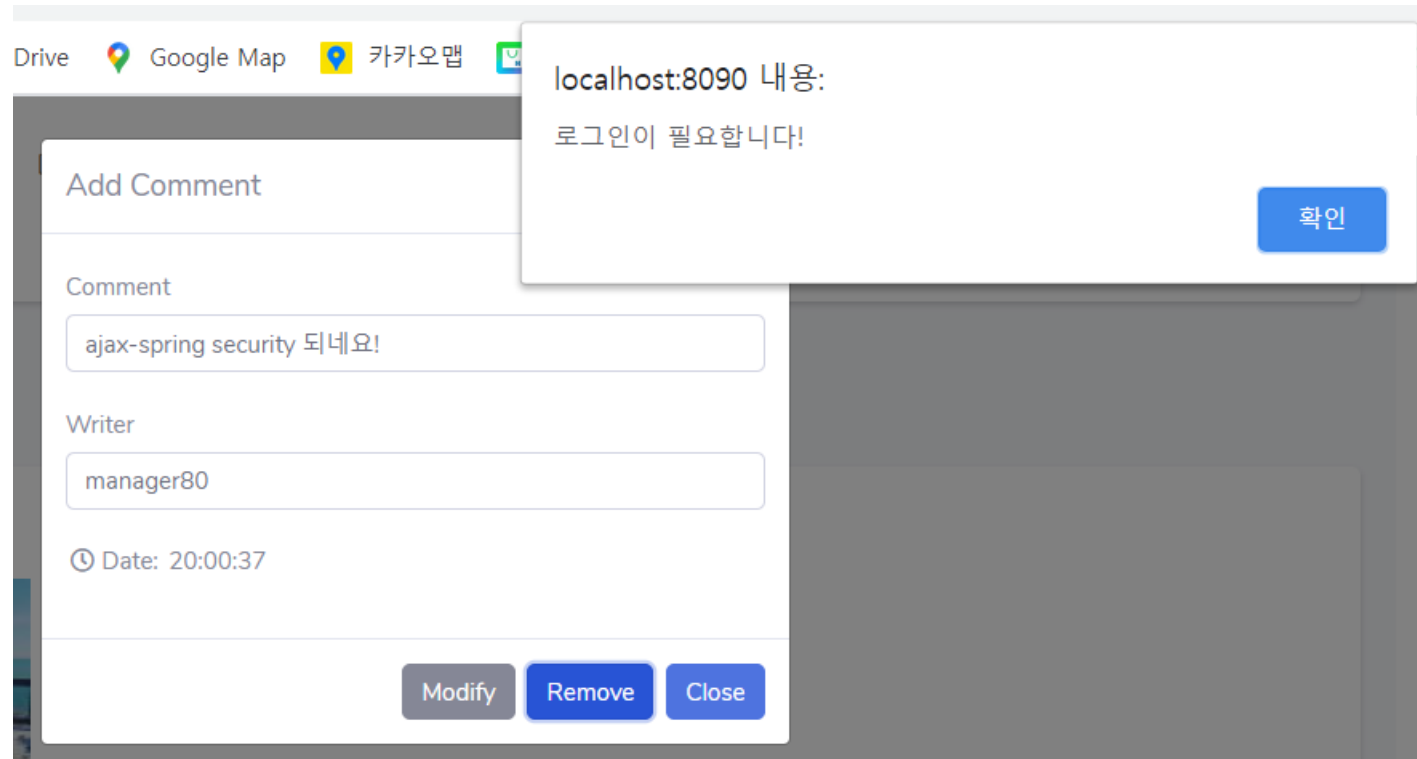 Drive Google Map 카카오맵
localhost:8090 내용:
로그인이 필요합니다!
확인
Add Comment
Comment
ajax-spring security 되네요!
Writer
manager80
Date: 20:00:37
Modify Remove Close